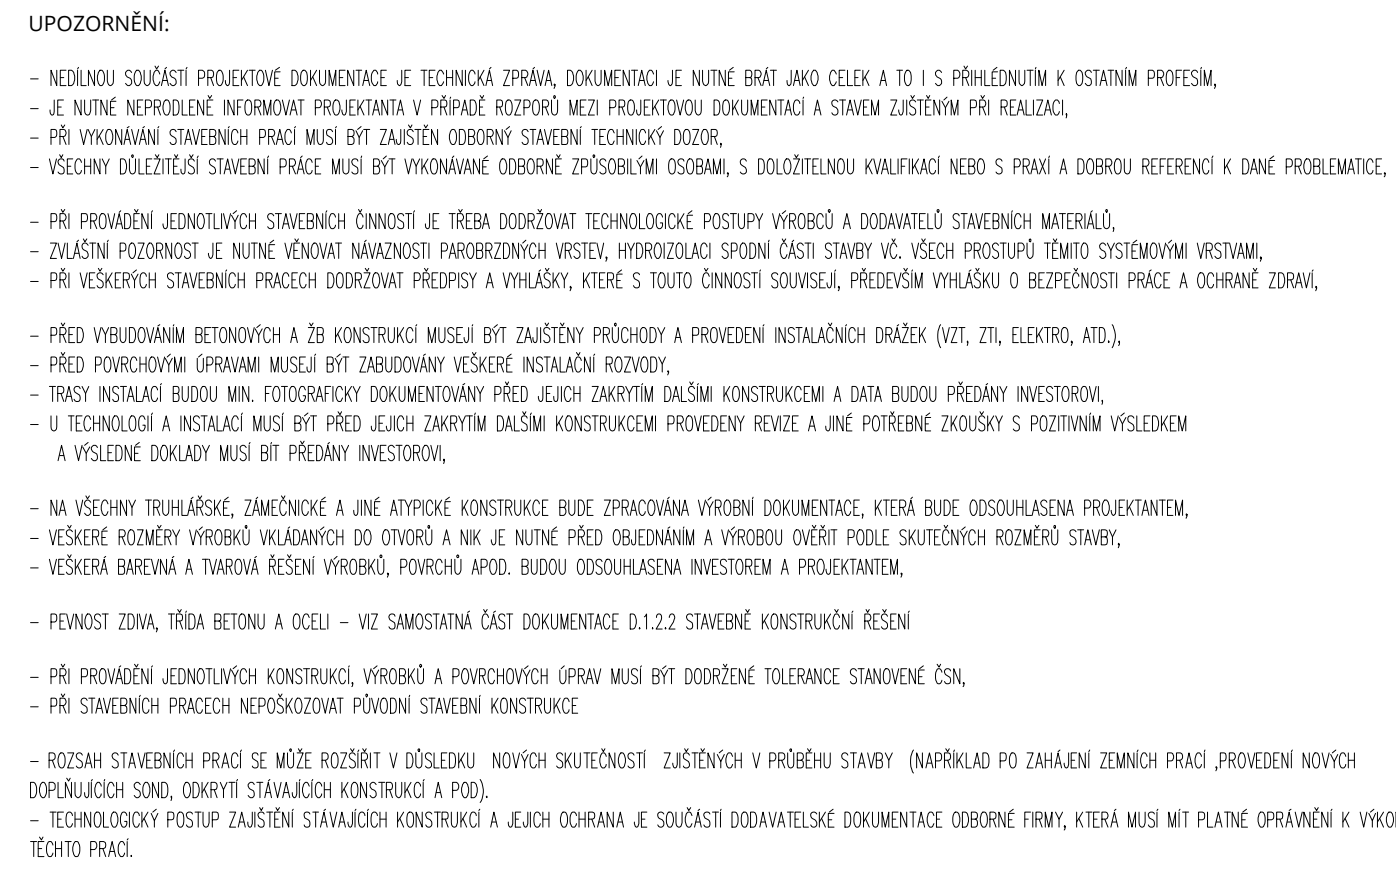 UPOZORNĚNÍ:
– NEDÍLNOU SOUČÁSTÍ PROJEKTOVÉ DOKUMENTACE JE TECHNICKÁ ZPRÁVA, DOKUMENTACI JE NUTNÉ BRÁT JAKO CELEK A TO I S PŘIHLÉDNUTÍM K OSTATNÍM PROFESÍM,
– JE NUTNÉ NEPRODLENĚ INFORMOVAT PROJEKTANTA V PŘÍPADĚ ROZPORŮ MEZI PROJEKTOVOU DOKUMENTACÍ A STAVEM ZJIŠTĚNÝM PŘI REALIZACI,
– PŘI VYKONÁVÁNÍ STAVEBNÍCH PRACÍ MUSÍ BÝT ZAJIŠTĚN ODBORNÝ STAVEBNÍ TECHNICKÝ DOZOR,
– VŠECHNY DŮLEŽITĚJŠÍ STAVEBNÍ PRÁCE MUSÍ BÝT VYKONÁVANÉ ODBORNĚ ZPŮSOBILÝMI OSOBAMI, S DOLOŽITELNOU KVALIFIKACÍ NEBO S PRAXÍ A DOBROU REFERENCÍ K DANÉ PROBLEMATICE,
– PŘI PROVÁDĚNÍ JEDNOTLIVÝCH STAVEBNÍCH ČINNOSTÍ JE TŘEBA DODRŽOVAT TECHNOLOGICKÉ POSTUPY VÝROBCŮ A DODAVATELŮ STAVEBNÍCH MATERIÁLŮ,
– ZVLÁŠTNÍ POZORNOST JE NUTNÉ VĚNOVAT NÁVAZNOSTI PAROBRZDNÝCH VRSTEV, HYDROIZOLACI SPODNÍ ČÁSTI STAVBY VČ. VŠECH PROSTUPŮ TĚMITO SYSTÉMOVÝMI VRSTVAMI,
– PŘI VEŠKERÝCH STAVEBNÍCH PRACECH DODRŽOVAT PŘEDPISY A VYHLÁŠKY, KTERÉ S TOUTO ČINNOSTÍ SOUVISEJÍ, PŘEDEVŠÍM VYHLÁŠKU O BEZPEČNOSTI PRÁCE A OCHRANĚ ZDRAVÍ,
– PŘED VYBUDOVÁNÍM BETONOVÝCH A ŽB KONSTRUKCÍ MUSEJÍ BÝT ZAJIŠTĚNY PRŮCHODY A PROVEDENÍ INSTALAČNÍCH DRÁŽEK (VZT, ZTI, ELEKTRO, ATD.),
– PŘED POVRCHOVÝMI ÚPRAVAMI MUSEJÍ BÝT ZABUDOVÁNY VEŠKERÉ INSTALAČNÍ ROZVODY,
– TRASY INSTALACÍ BUDOU MIN. FOTOGRAFICKY DOKUMENTOVÁNY PŘED JEJICH ZAKRYTÍM DALŠÍMI KONSTRUKCEMI A DATA BUDOU PŘEDÁNY INVESTOROVI,
– U TECHNOLOGIÍ A INSTALACÍ MUSÍ BÝT PŘED JEJICH ZAKRYTÍM DALŠÍMI KONSTRUKCEMI PROVEDENY REVIZE A JINÉ POTŘEBNÉ ZKOUŠKY S POZITIVNÍM VÝSLEDKEM
A VÝSLEDNÉ DOKLADY MUSÍ BÍT PŘEDÁNY INVESTOROVI,
– NA VŠECHNY TRUHLÁŘSKÉ, ZÁMEČNICKÉ A JINÉ ATYPICKÉ KONSTRUKCE BUDE ZPRACOVÁNA VÝROBNÍ DOKUMENTACE, KTERÁ BUDE ODSOUHLASENA PROJEKTANTEM,
– VEŠKERÉ ROZMĚRY VÝROBKŮ VKLÁDANÝCH DO OTVORŮ A NIK JE NUTNÉ PŘED OBJEDNÁNÍM A VÝROBOU OVĚŘIT PODLE SKUTEČNÝCH ROZMĚRŮ STAVBY,
– VEŠKERÁ BAREVNÁ A TVAROVÁ ŘEŠENÍ VÝROBKŮ, POVRCHŮ APOD. BUDOU ODSOUHLASENA INVESTOREM A PROJEKTANTEM,
– PEVNOST ZDIVA, TŘÍDA BETONU A OCELI – VIZ SAMOSTATNÁ ČÁST DOKUMENTACE D.1.2.2 STAVEBNĚ KONSTRUKČNÍ ŘEŠENÍ
– PŘI PROVÁDĚNÍ JEDNOTLIVÝCH KONSTRUKCÍ, VÝROBKŮ A POVRCHOVÝCH ÚPRAV MUSÍ BÝT DODRŽENÉ TOLERANCE STANOVENÉ ČSN,
– PŘI STAVEBNÍCH PRACECH NEPOŠKOZOVAT PŮVODNÍ STAVEBNÍ KONSTRUKCE
– ROZSAH STAVEBNÍCH PRACÍ SE MŮŽE ROZŠÍŘIT V DŮSLEDKU NOVÝCH SKUTEČNOSTÍ ZJIŠTĚNÝCH V PRŮBĚHU STAVBY (NAPŘÍKLAD PO ZAHÁJENÍ ZEMNÍCH PRACÍ ,PROVEDENÍ NOVÝCH
DOPLŇUJÍCÍCH SOND, ODKRYTÍ STÁVAJÍCÍCH KONSTRUKCÍ A POD).
– TECHNOLOGICKÝ POSTUP ZAJIŠTĚNÍ STÁVAJÍCÍCH KONSTRUKCÍ A JEJICH OCHRANA JE SOUČÁSTÍ DODAVATELSKÉ DOKUMENTACE ODBORNÉ FIRMY, KTERÁ MUSÍ MÍT PLATNÉ OPRÁVNĚNÍ K
TĚCHTO PRACÍ.